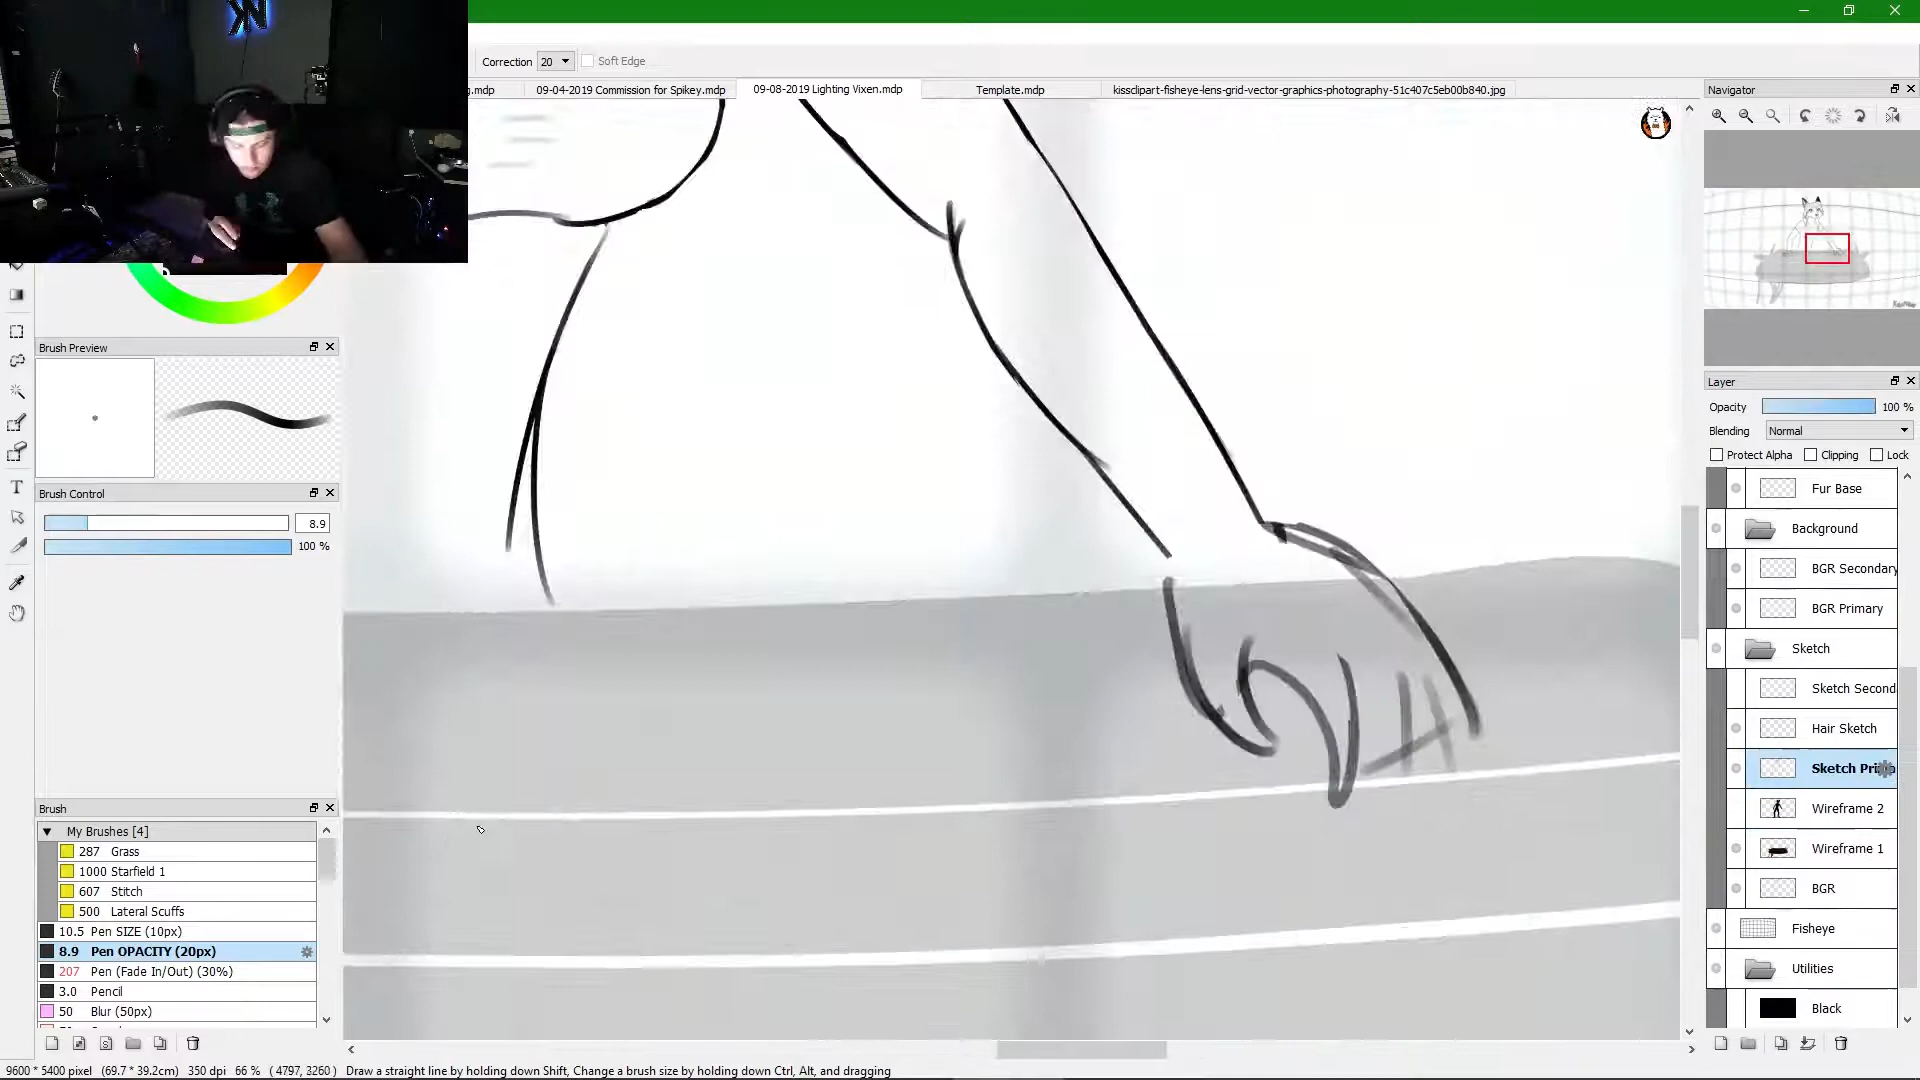 Correction 20 Soft Edge
g.mdp 09-04-2019 Commission for Spikey.mdp 09-08-2019 Lighting Vixen.mdp Template.mdp kissclipart-fisheye-lens-grid-vector-graphics-photography-51c407c5eb00b840.jpg
Navigator
Brush Preview
Layer
Opacity 100 %
Blending Normal
Protect Alpha Clipping Lock
Fur Base
Background
BGR Secondary
BGR Primary
Sketch
Sketch Second
Hair Sketch
Sketch Pri
Wireframe 2
Wireframe 1
BGR
Fisheye
Utilities
Black
Brush Control
8.9
100 %
Brush
My Brushes [4]
287 Grass
1000 Starfield 1
607 Stitch
500 Lateral Scuffs
10.5 Pen SIZE (10px)
8.9 Pen OPACITY (20px)
207 Pen (Fade In/Out) (30%)
3.0 Pencil
50 Blur (50px)
9600 * 5400 pixel (69.7 * 39.2cm) 350 dpi 66 % ( 4797, 3260 ) Draw a straight line by holding down Shift, Change a brush size by holding down Ctrl, Alt, and dragging